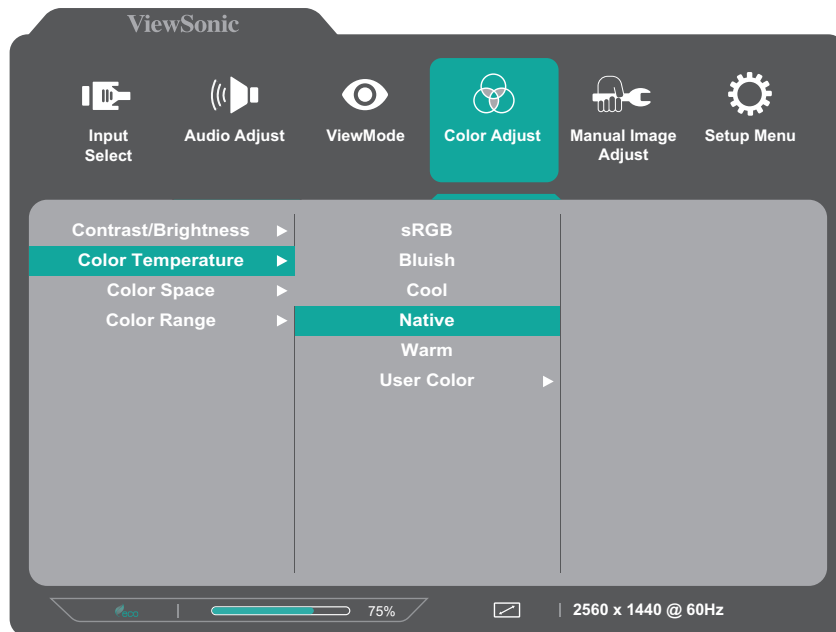 ViewSonic
Input
Select
Audio Adjust
ViewMode
Color Adjust
Manual Image
Adjust
Setup Menu
Contrast/Brightness
Color Temperature
Color Space
Color Range
sRGB
Bluish
Cool
Native
Warm
User Color
eco
75%
2560 x 1440 @ 60Hz